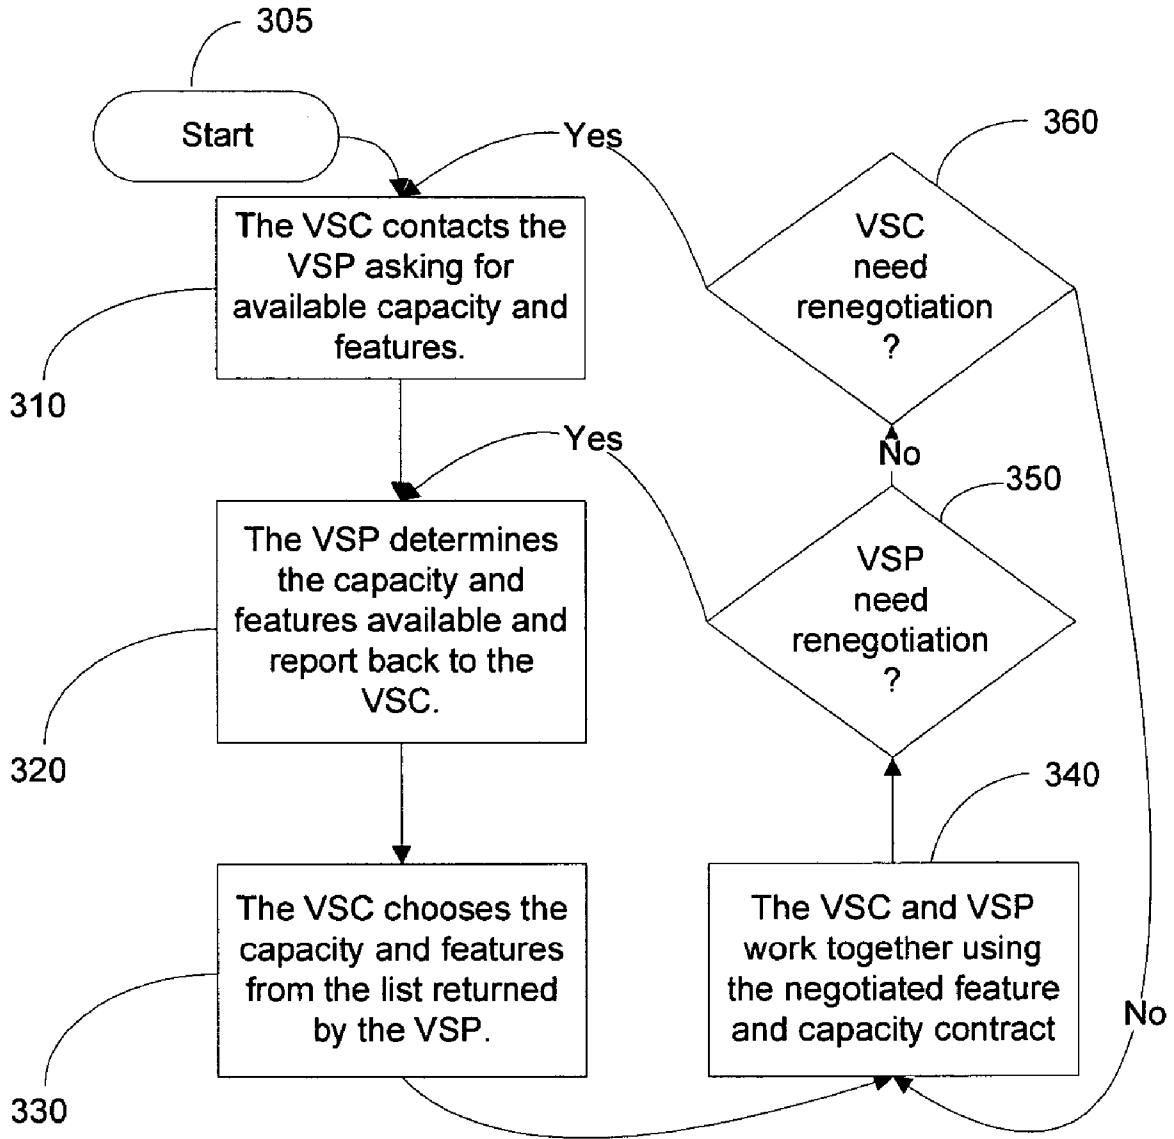 305
Start
Yes
360
The VSC contacts the
VSP asking for
available capacity and
features.
VSC
need
renegotiation
?
310
Yes
No
350
The VSP determines
the capacity and
features available and
report back to the
VSC.
VSP
need
renegotiation
?
320
340
The VSC chooses the
capacity and features
from the list returned
by the VSP.
The VSC and VSP
work together using
the negotiated feature
and capacity contract
No
330